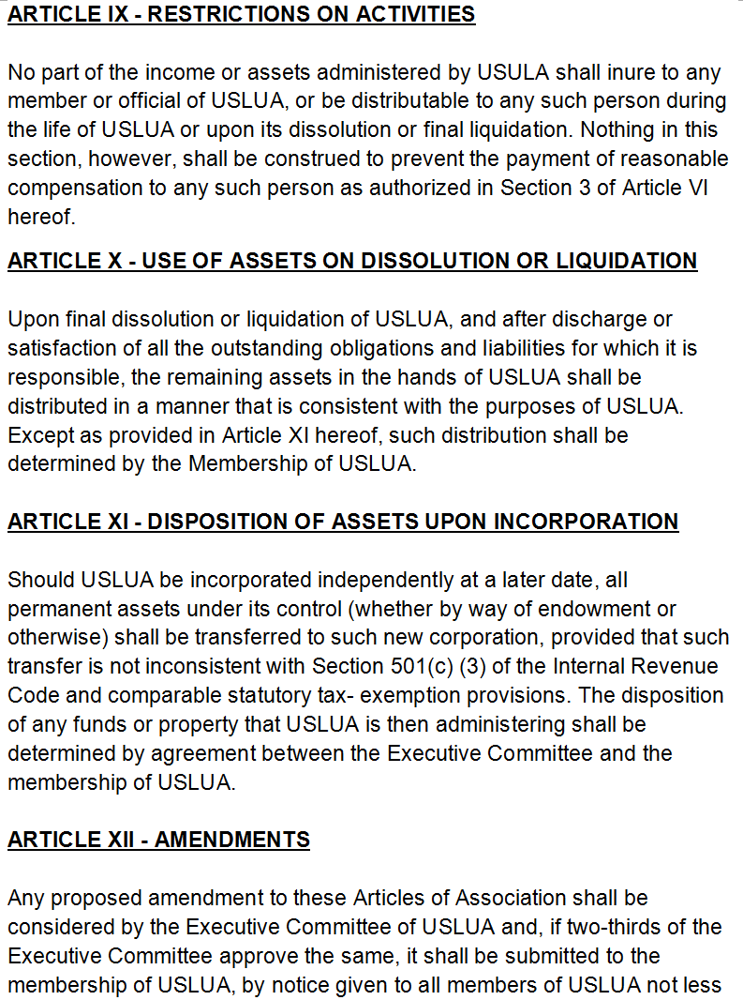 ARTICLE IX - RESTRICTIONS ON ACTIVITIES
No part of the income or assets administered by USULA shall inure to any
member or official of USLUA, or be distributable to any such person during
the life of USLUA or upon its dissolution or final liquidation. Nothing in this
section, however, shall be construed to prevent the payment of reasonable
compensation to any such person as authorized in Section 3 of Article VI
hereof.
ARTICLE X - USE OF ASSETS ON DISSOLUTION OR LIQUIDATION
Upon final dissolution or liquidation of USLUA, and after discharge or
satisfaction of all the outstanding obligations and liabilities for which it is
responsible, the remaining assets in the hands of USLUA shall be
distributed in a manner that is consistent with the purposes of USLUA.
Except as provided in Article XI hereof, such distribution shall be
determined by the Membership of USLUA.
ARTICLE XI - DISPOSITION OF ASSETS UPON INCORPORATION
Should USLUA be incorporated independently at a later date, all
permanent assets under its control (whether by way of endowment or
otherwise) shall be transferred to such new corporation, provided that such
transfer is not inconsistent with Section 501(c) (3) of the Internal Revenue
Code and comparable statutory tax- exemption provisions. The disposition
of any funds or property that USLUA is then administering shall be
determined by agreement between the Executive Committee and the
membership of USLUA.
ARTICLE XII - AMENDMENTS
Any proposed amendment to these Articles of Association shall be
considered by the Executive Committee of USLUA and, if two-thirds of the
Executive Committee approve the same, it shall be submitted to the
membership of USLUA, by notice given to all members of USLUA not less